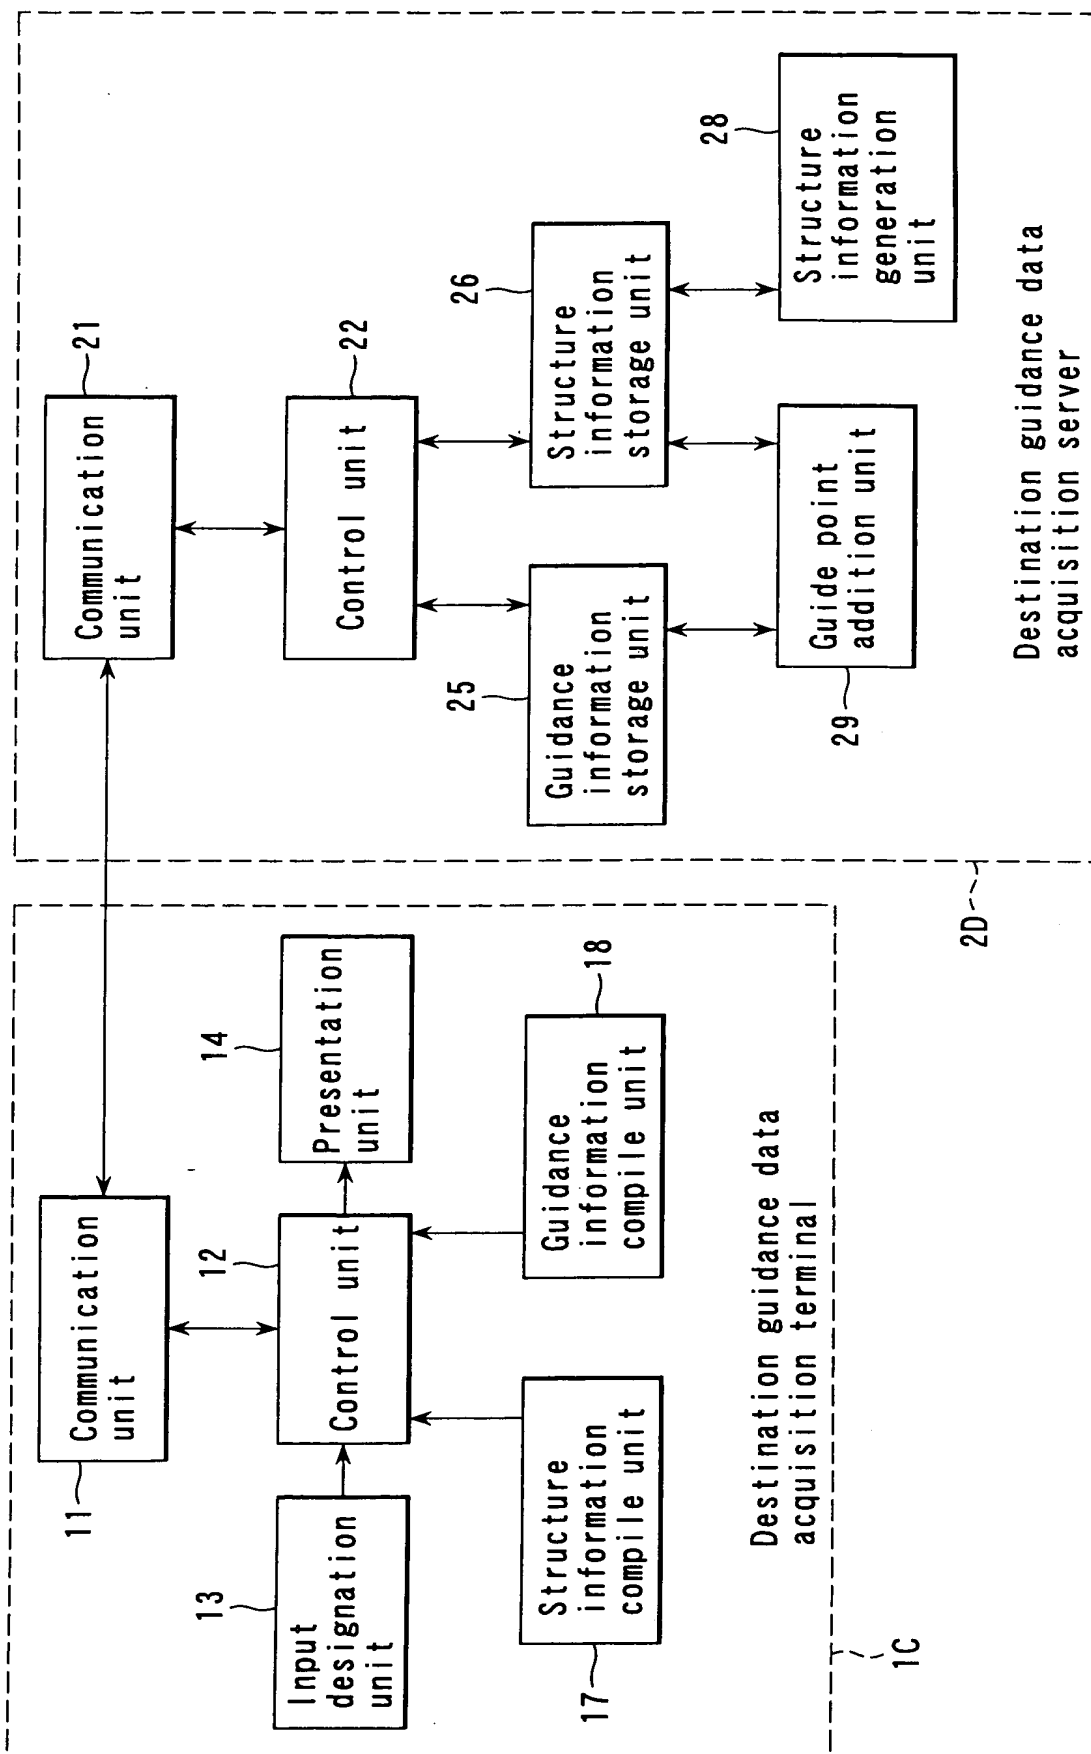 11
Communication
unit
12
Control unit
13
Input
designation
unit
14
Presentation
unit
17
Structure
information
compile unit
18
Guidance
information
compile unit
Destination guidance data
acquisition terminal
1C
21
Communication
unit
22
Control unit
25
Guidance
information
storage unit
26
Structure
information
storage unit
29
Guide point
addition unit
28
Structure
information
generation
unit
Destination guidance data
acquisition server
2D